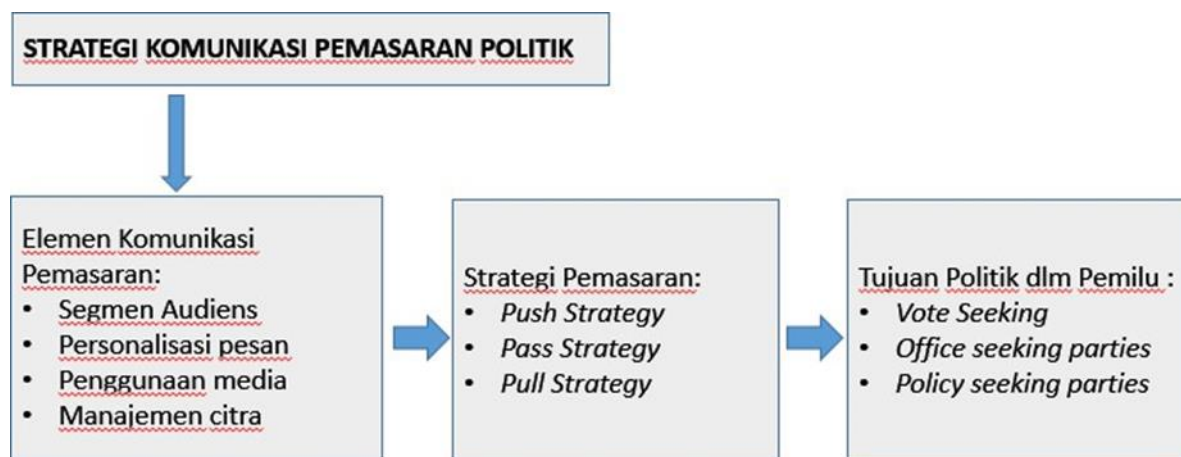 STRATEGI KOMUNIKASI PEMASARAN POLITIK
Elemen Komunikasi
Pemasaran:
• Segmen Audiens
• Personalisasi pesan
• Penggunaan media
• Manajemen citra
Strategi Pemasaran:
• Push Strategy
• Pass Strategy
• Pull Strategy
Tujuan Politik dlm Pemilu :
• Vote Seeking
• Office seeking parties
• Policy seeking parties